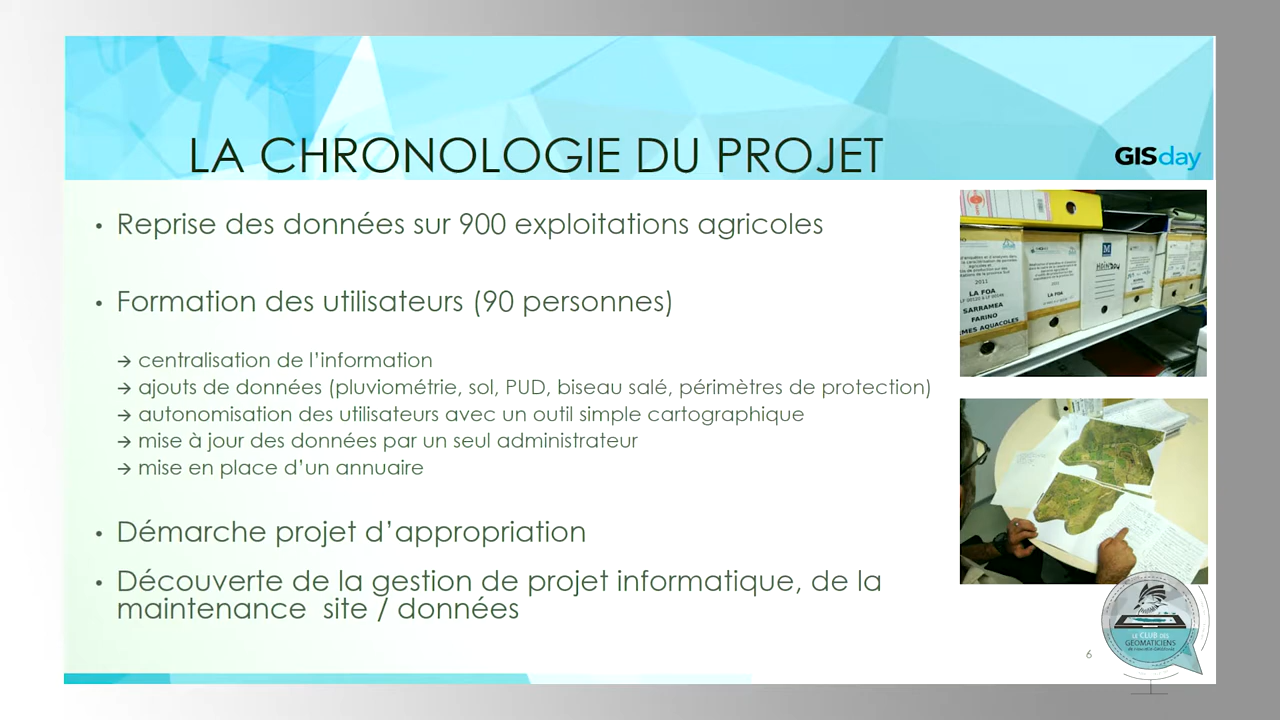 LA CHRONOLOGIE DU PROJET
GISday
• Reprise des données sur 900 exploitations agricoles
• Formation des utilisateurs (90 personnes)
→ centralisation de l'information
→ ajouts de données (pluviométrie, sol, PUD, biseau salé, périmètres de protection)
→ autonomisation des utilisateurs avec un outil simple cartographique
→ mise à jour des données par un seul administrateur
→ mise en place d'un annuaire
• Démarche projet d'appropriation
• Découverte de la gestion de projet informatique, de la
maintenance site / données
2011
LA FOA
SARRAMEA
FARINO
MES AQUACOLES
LA FOA
LE CLUB DES
GÉOMATICIENS
6